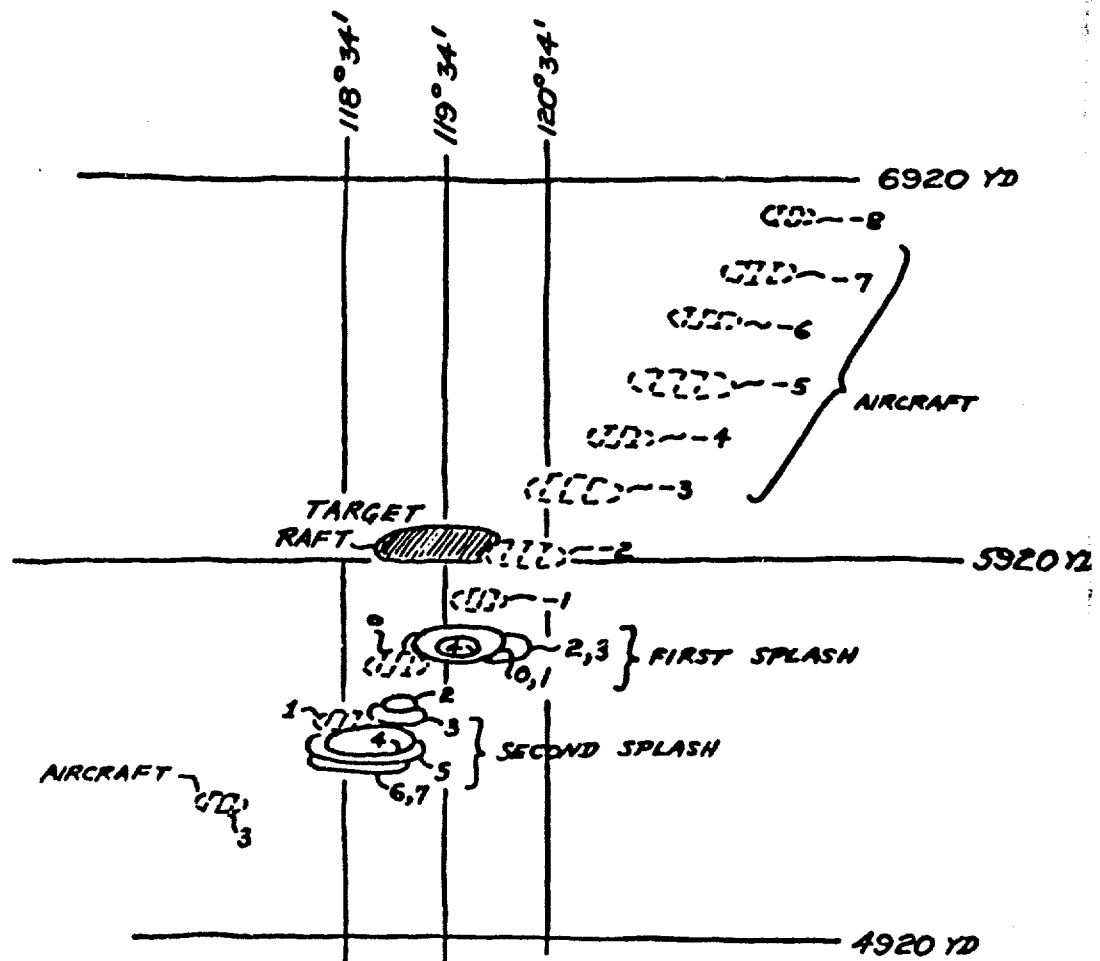 118°34'
119°34'
120°34'
6920 YD
-8
-7
-6
-5
AIRCRAFT
-4
-3
TARGET
RAFT
-2
5920 YD
-1
0
4
2,3
FIRST SPLASH
0,1
2
1
3
4
SECOND SPLASH
5
AIRCRAFT
6,7
3
4920 YD